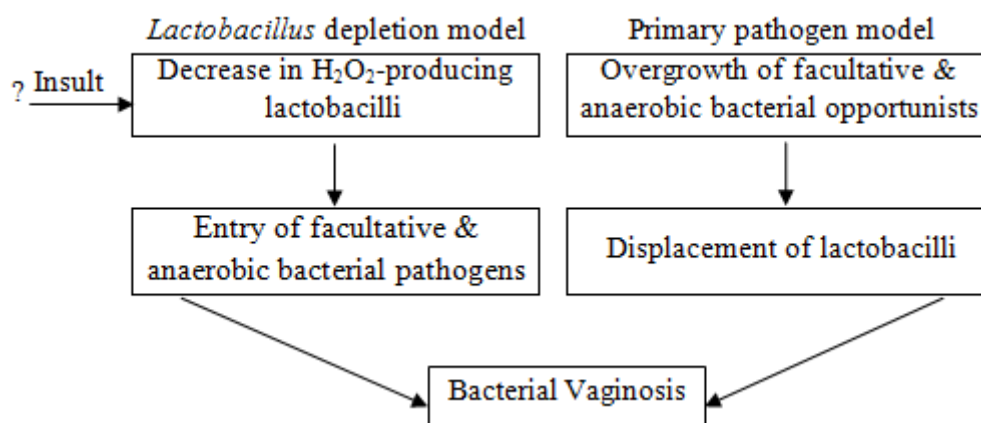 Lactobacillus depletion model
? Insult
Decrease in H₂O₂-producing
lactobacilli
Entry of facultative &
anaerobic bacterial pathogens
Primary pathogen model
Overgrowth of facultative &
anaerobic bacterial opportunists
Displacement of lactobacilli
Bacterial Vaginosis